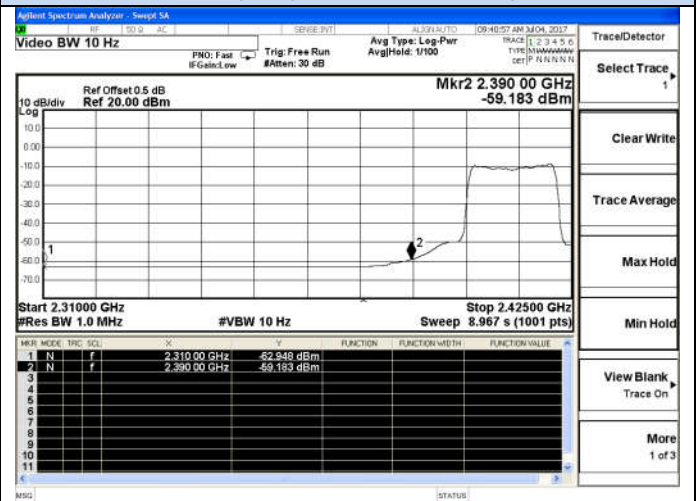 Agilent Spectrum Analyzer - Swept SA
RF 50 Ω AC SENSE:INT ALIGN AUTO 09:40:57 AM Jul 04, 2017
Video BW 10 Hz
PNO: Fast
IFGain:Low
Trig: Free Run
#Atten: 30 dB
Avg Type: Log-Pwr
Avg|Hold: 1/100
TRACE 1 2 3 4 5 6
TYPE MWWWWW
DET P N N N N N
Ref Offset 0.5 dB
10 dB/div Ref 20.00 dBm
Log
Mkr2 2.390 00 GHz
-59.183 dBm
10.0
0.00
-10.0
-20.0
-30.0
-40.0
-50.0
-60.0
-70.0
1
2
Start 2.31000 GHz Stop 2.42500 GHz
#Res BW 1.0 MHz #VBW 10 Hz Sweep 8.967 s (1001 pts)
MKR MODE TRC SCL X Y FUNCTION FUNCTION WIDTH FUNCTION VALUE
1 N f 2.310 00 GHz -62.948 dBm
2 N f 2.390 00 GHz -59.183 dBm
3
4
5
6
7
8
9
10
11
MSG STATUS
Trace/Detector
Select Trace
1
Clear Write
Trace Average
Max Hold
Min Hold
View Blank
Trace On
More
1 of 3